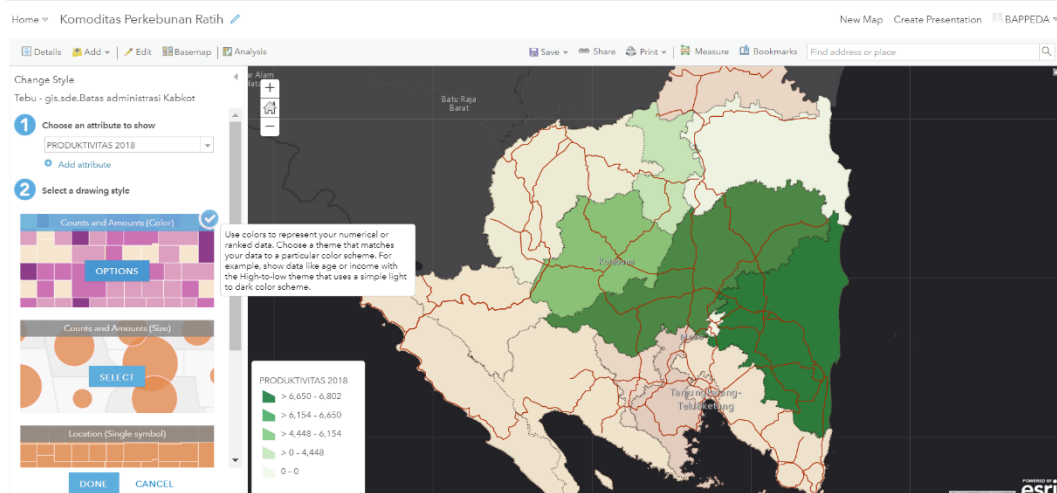 Home
Komoditas Perkebunan Ratih
New Map
Create Presentation
BAPPEDA
Details
Add
Edit
Basemap
Analysis
Save
Share
Print
Measure
Bookmarks
Find address or place
Change Style
Tebu - gis.sde.Batas administrasi Kabkot
1
Choose an attribute to show
PRODUKTIVITAS 2018
Add attribute
2
Select a drawing style
Counts and Amounts (Color)
OPTIONS
Use colors to represent your numerical or
ranked data. Choose a theme that matches
your data to a particular color scheme. For
example, show data like age or income with
the High-to-low theme that uses a simple light
to dark color scheme.
Counts and Amounts (Size)
SELECT
Location (Single symbol)
DONE
CANCEL
+
−
Batu Raja
Barat
Kotabumi
Metro
Telukbetung
PRODUKTIVITAS 2018
> 6,650 - 6,802
> 6,154 - 6,650
> 4,448 - 6,154
> 0 - 4,448
0 - 0
POWERED BY
esri